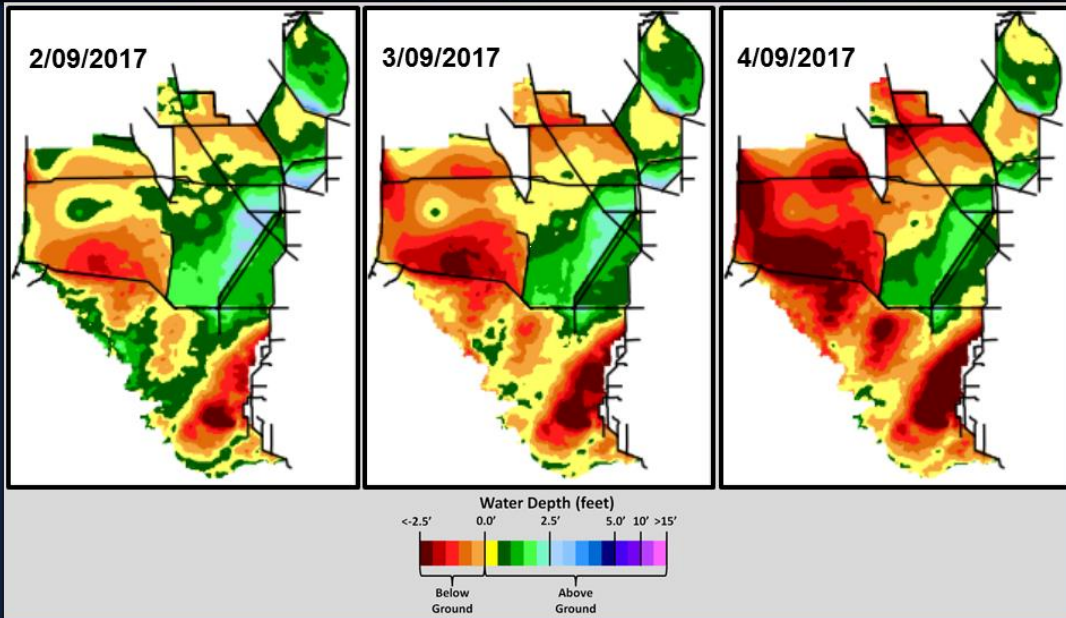 2/09/2017
3/09/2017
4/09/2017
Water Depth (feet)
<-2.5' 0.0' 2.5' 5.0' 10' >15'
Below Ground
Above Ground